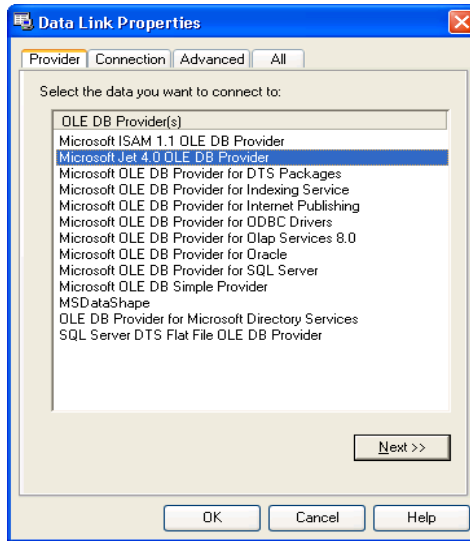 Data Link Properties
Provider Connection Advanced All
Select the data you want to connect to:
OLE DB Provider(s)
Microsoft ISAM 1.1 OLE DB Provider
Microsoft Jet 4.0 OLE DB Provider
Microsoft OLE DB Provider for DTS Packages
Microsoft OLE DB Provider for Indexing Service
Microsoft OLE DB Provider for Internet Publishing
Microsoft OLE DB Provider for ODBC Drivers
Microsoft OLE DB Provider for Olap Services 8.0
Microsoft OLE DB Provider for Oracle
Microsoft OLE DB Provider for SQL Server
Microsoft OLE DB Simple Provider
MSDataShape
OLE DB Provider for Microsoft Directory Services
SQL Server DTS Flat File OLE DB Provider
Next >>
OK Cancel Help